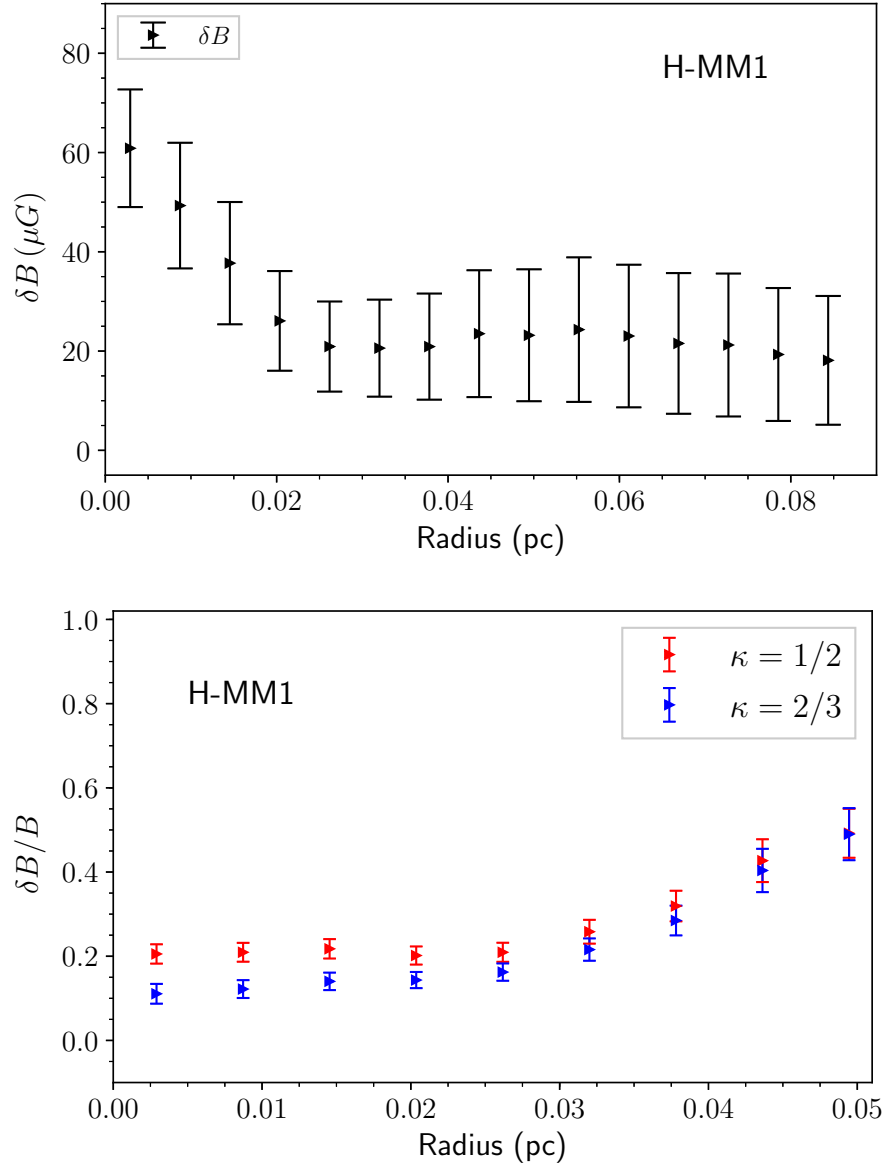 δB
H-MM1
80
60
40
20
0
δB (μG)
0.00 0.02 0.04 0.06 0.08
Radius (pc)
κ = 1/2
κ = 2/3
H-MM1
1.0
0.8
0.6
0.4
0.2
0.0
δB/B
0.00 0.01 0.02 0.03 0.04 0.05
Radius (pc)